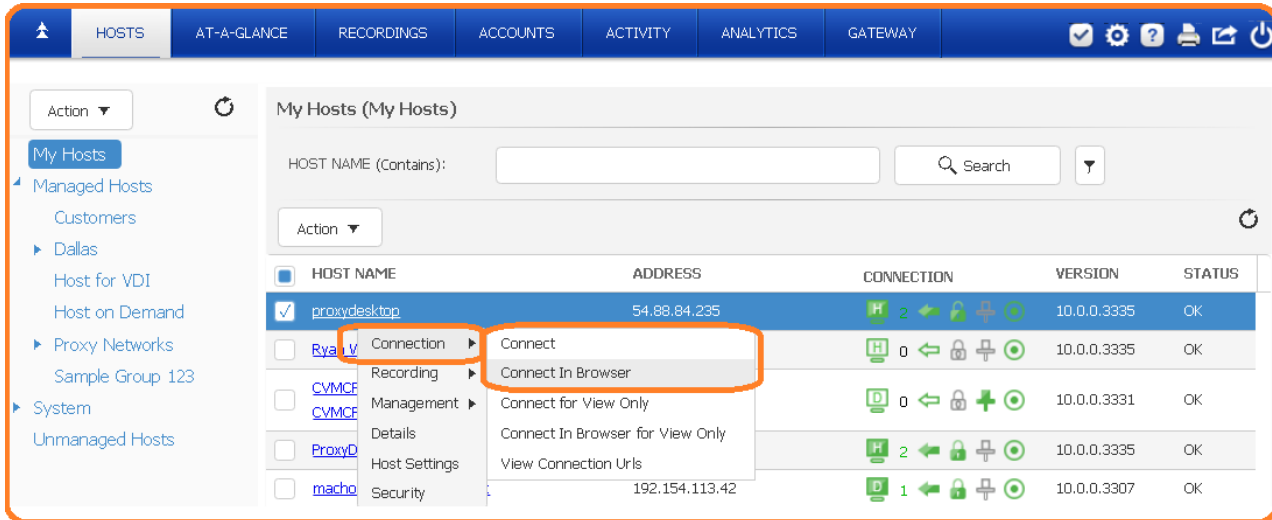 HOSTS AT-A-GLANCE RECORDINGS ACCOUNTS ACTIVITY ANALYTICS GATEWAY
Action
My Hosts
Managed Hosts
Customers
Dallas
Host for VDI
Host on Demand
Proxy Networks
Sample Group 123
System
Unmanaged Hosts
My Hosts (My Hosts)
HOST NAME (Contains): Search
Action
HOST NAME ADDRESS CONNECTION VERSION STATUS
proxydesktop 54.88.84.235 H 2 10.0.0.3335 OK
H 0 10.0.0.3335 OK
D 0 10.0.0.3331 OK
H 2 10.0.0.3335 OK
192.154.113.42 D 1 10.0.0.3307 OK
Connection
Recording
Management
Details
Host Settings
Security
Connect
Connect In Browser
Connect for View Only
Connect In Browser for View Only
View Connection Urls